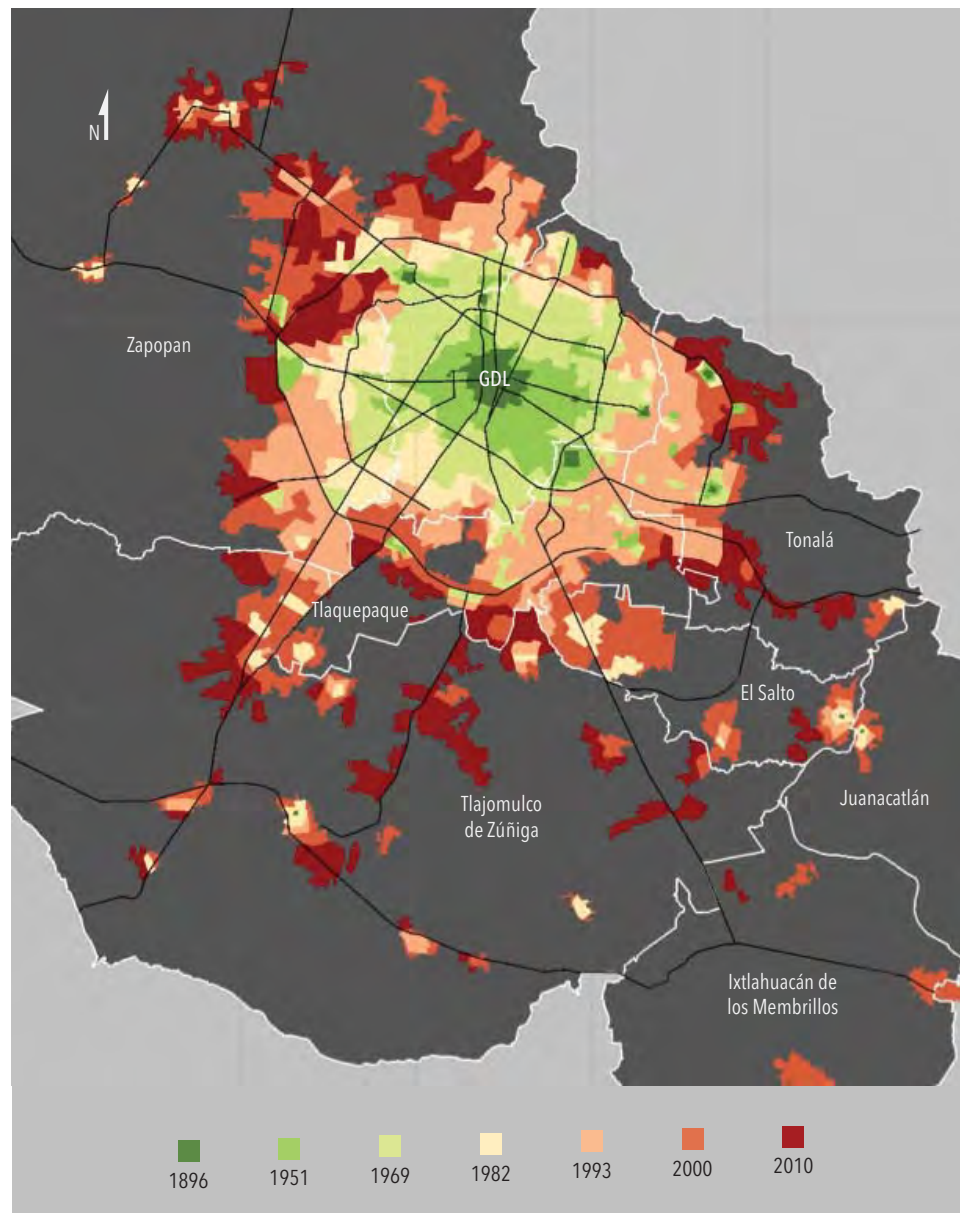 N
Zapopan
GDL
Tonalá
Tlaquepaque
El Salto
Tlajomulco
de Zúñiga
Juanacatlán
Ixtlahuacán de
los Membrillos
1896
1951
1969
1982
1993
2000
2010